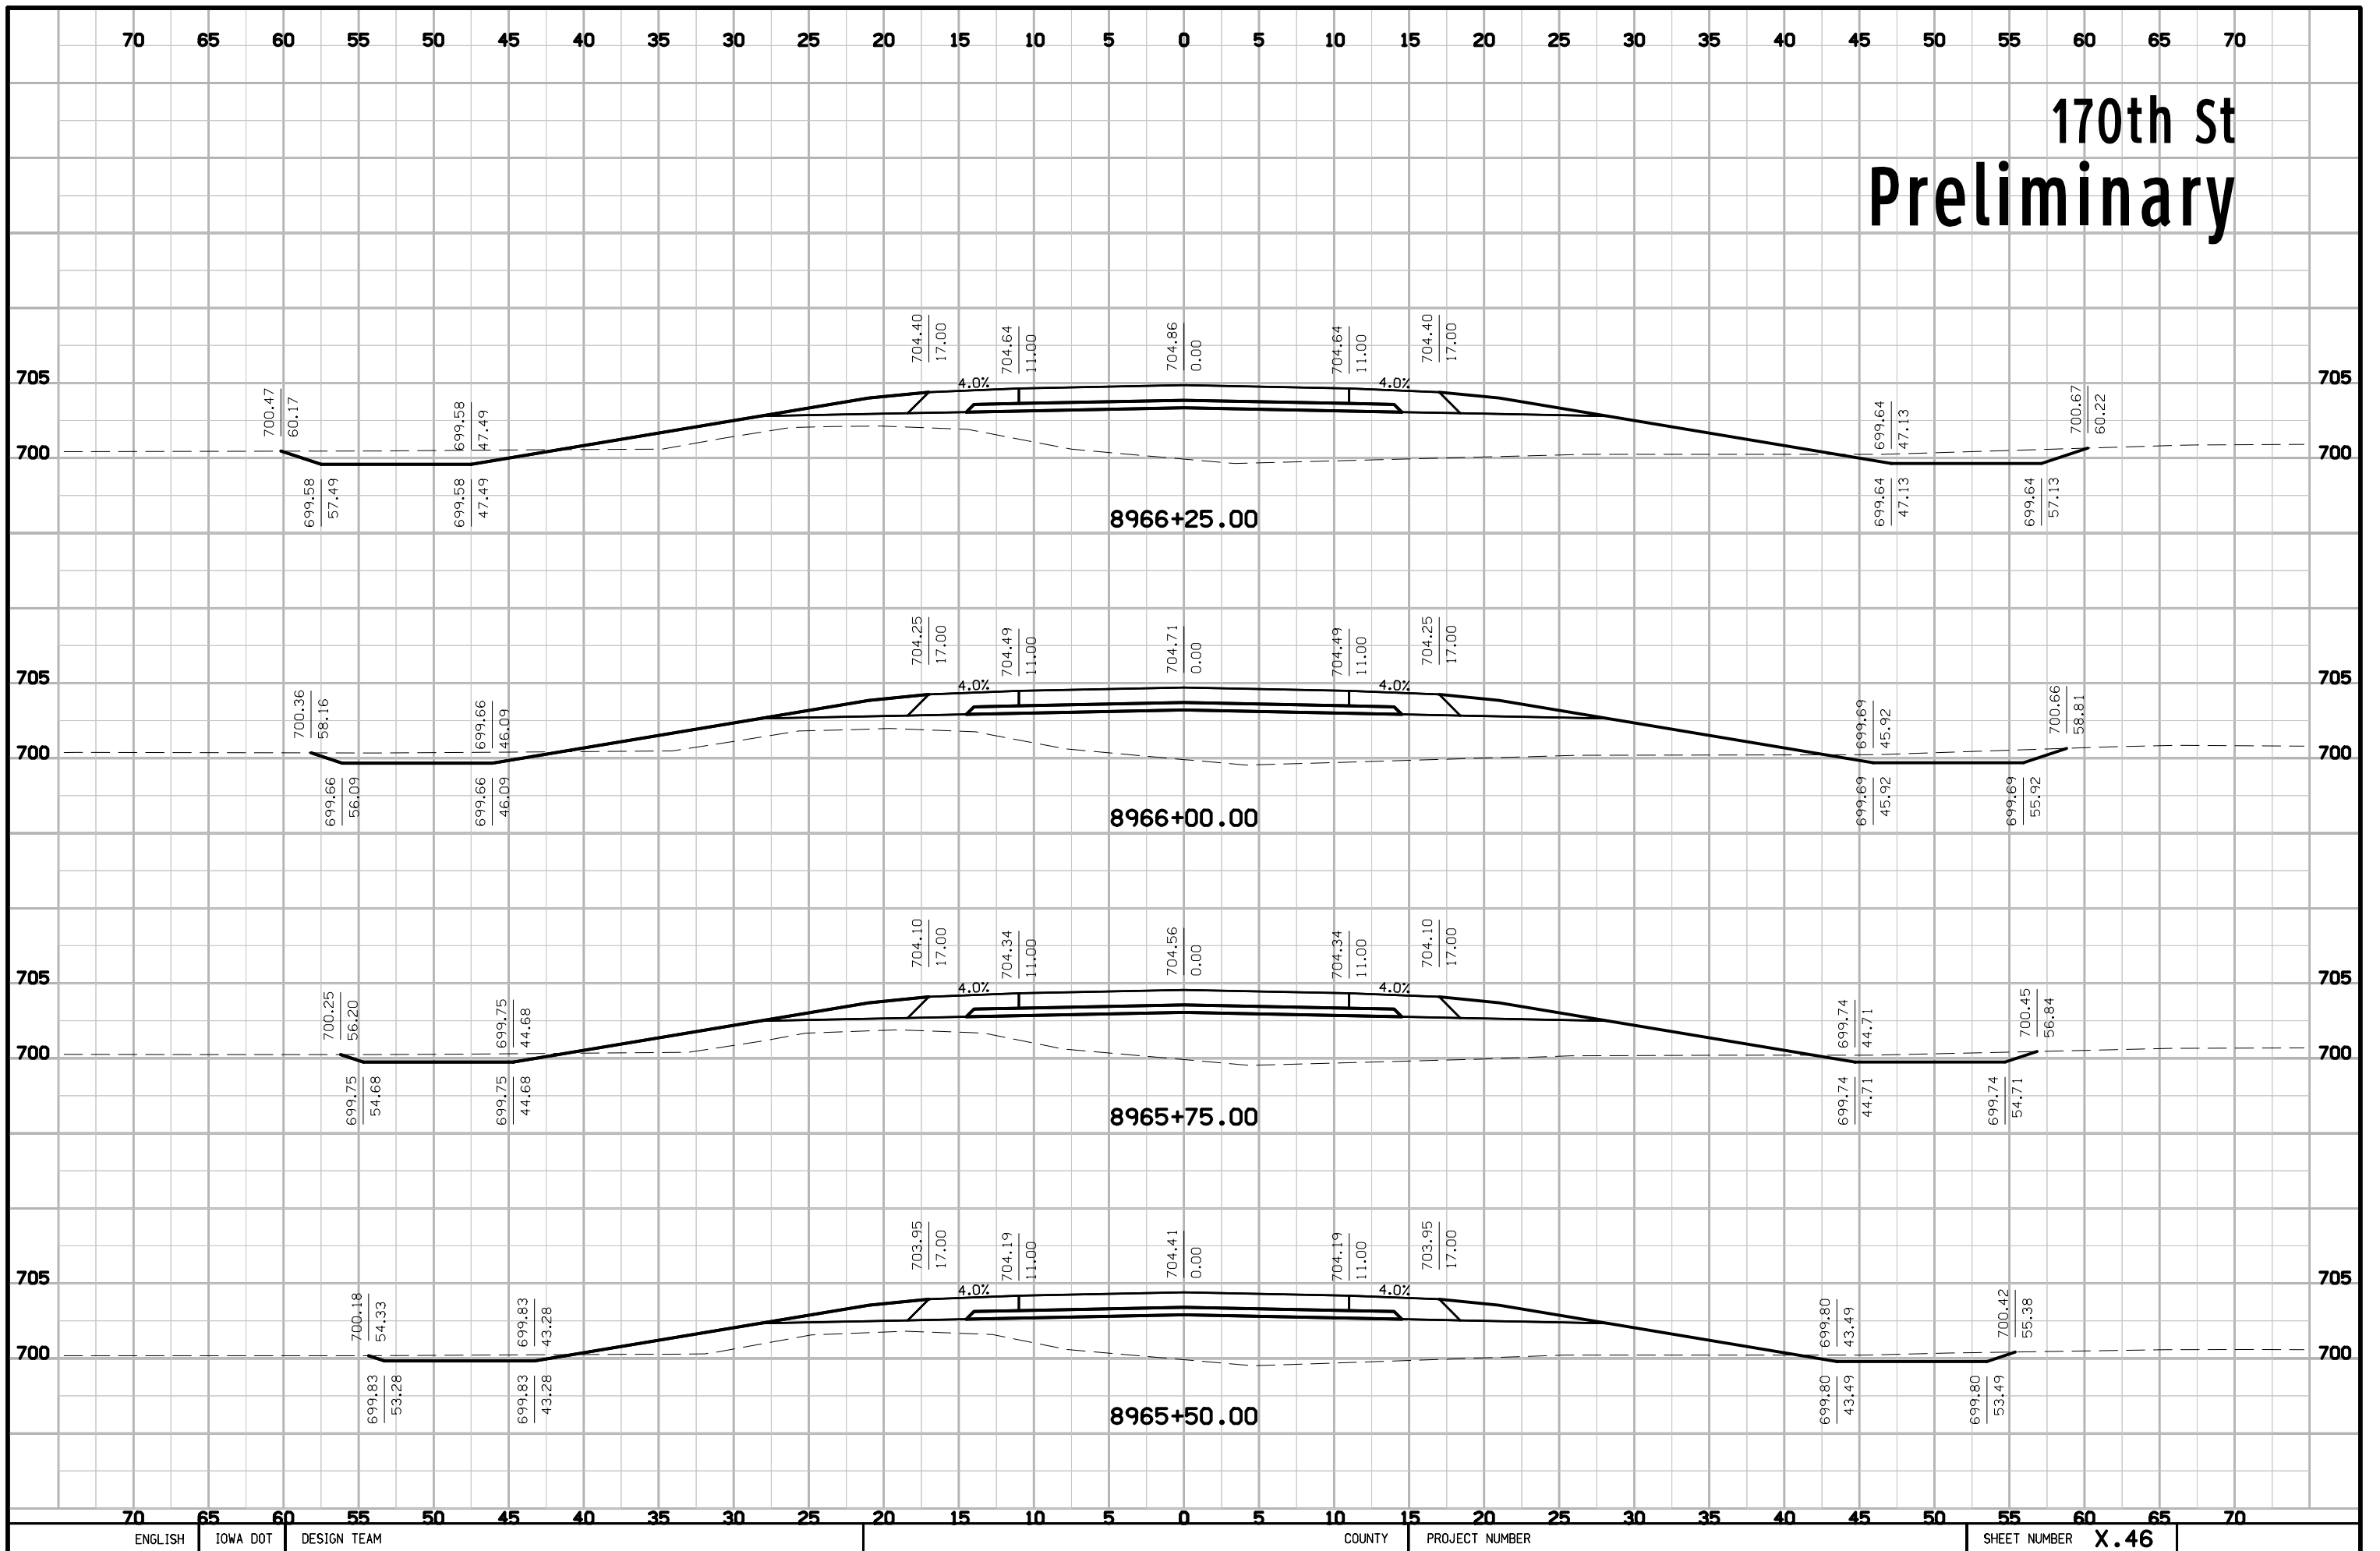 70 65 60 55 50 45 40 35 30 25 20 15 10 5 0 5 10 15 20 25 30 35 40 45 50 55 60 65 70
170th St
Preliminary
704.40 17.00 704.64 11.00 704.86 0.00 704.64 11.00 704.40 17.00
705 4.0% 4.0% 705
700.47 60.17 699.58 47.49 699.64 47.13 700.67 60.22
700 700
699.58 57.49 699.58 47.49 699.64 47.13 699.64 57.13
8966+25.00
704.25 17.00 704.49 11.00 704.71 0.00 704.49 11.00 704.25 17.00
705 4.0% 4.0% 705
700.36 58.16 699.66 46.09 699.69 45.92 700.66 58.81
700 700
699.66 56.09 699.66 46.09 699.69 45.92 699.69 55.92
8966+00.00
704.10 17.00 704.34 11.00 704.56 0.00 704.34 11.00 704.10 17.00
705 4.0% 4.0% 705
700.25 56.20 699.75 44.68 699.74 44.71 700.45 56.84
700 700
699.75 54.68 699.75 44.68 699.74 44.71 699.74 54.71
8965+75.00
703.95 17.00 704.19 11.00 704.41 0.00 704.19 11.00 703.95 17.00
705 4.0% 4.0% 705
700.18 54.33 699.83 43.28 699.80 43.49 700.42 55.38
700 700
699.83 53.28 699.83 43.28 699.80 43.49 699.80 53.49
8965+50.00
70 65 60 55 50 45 40 35 30 25 20 15 10 5 0 5 10 15 20 25 30 35 40 45 50 55 60 65 70
ENGLISH IOWA DOT DESIGN TEAM COUNTY PROJECT NUMBER SHEET NUMBER X.46